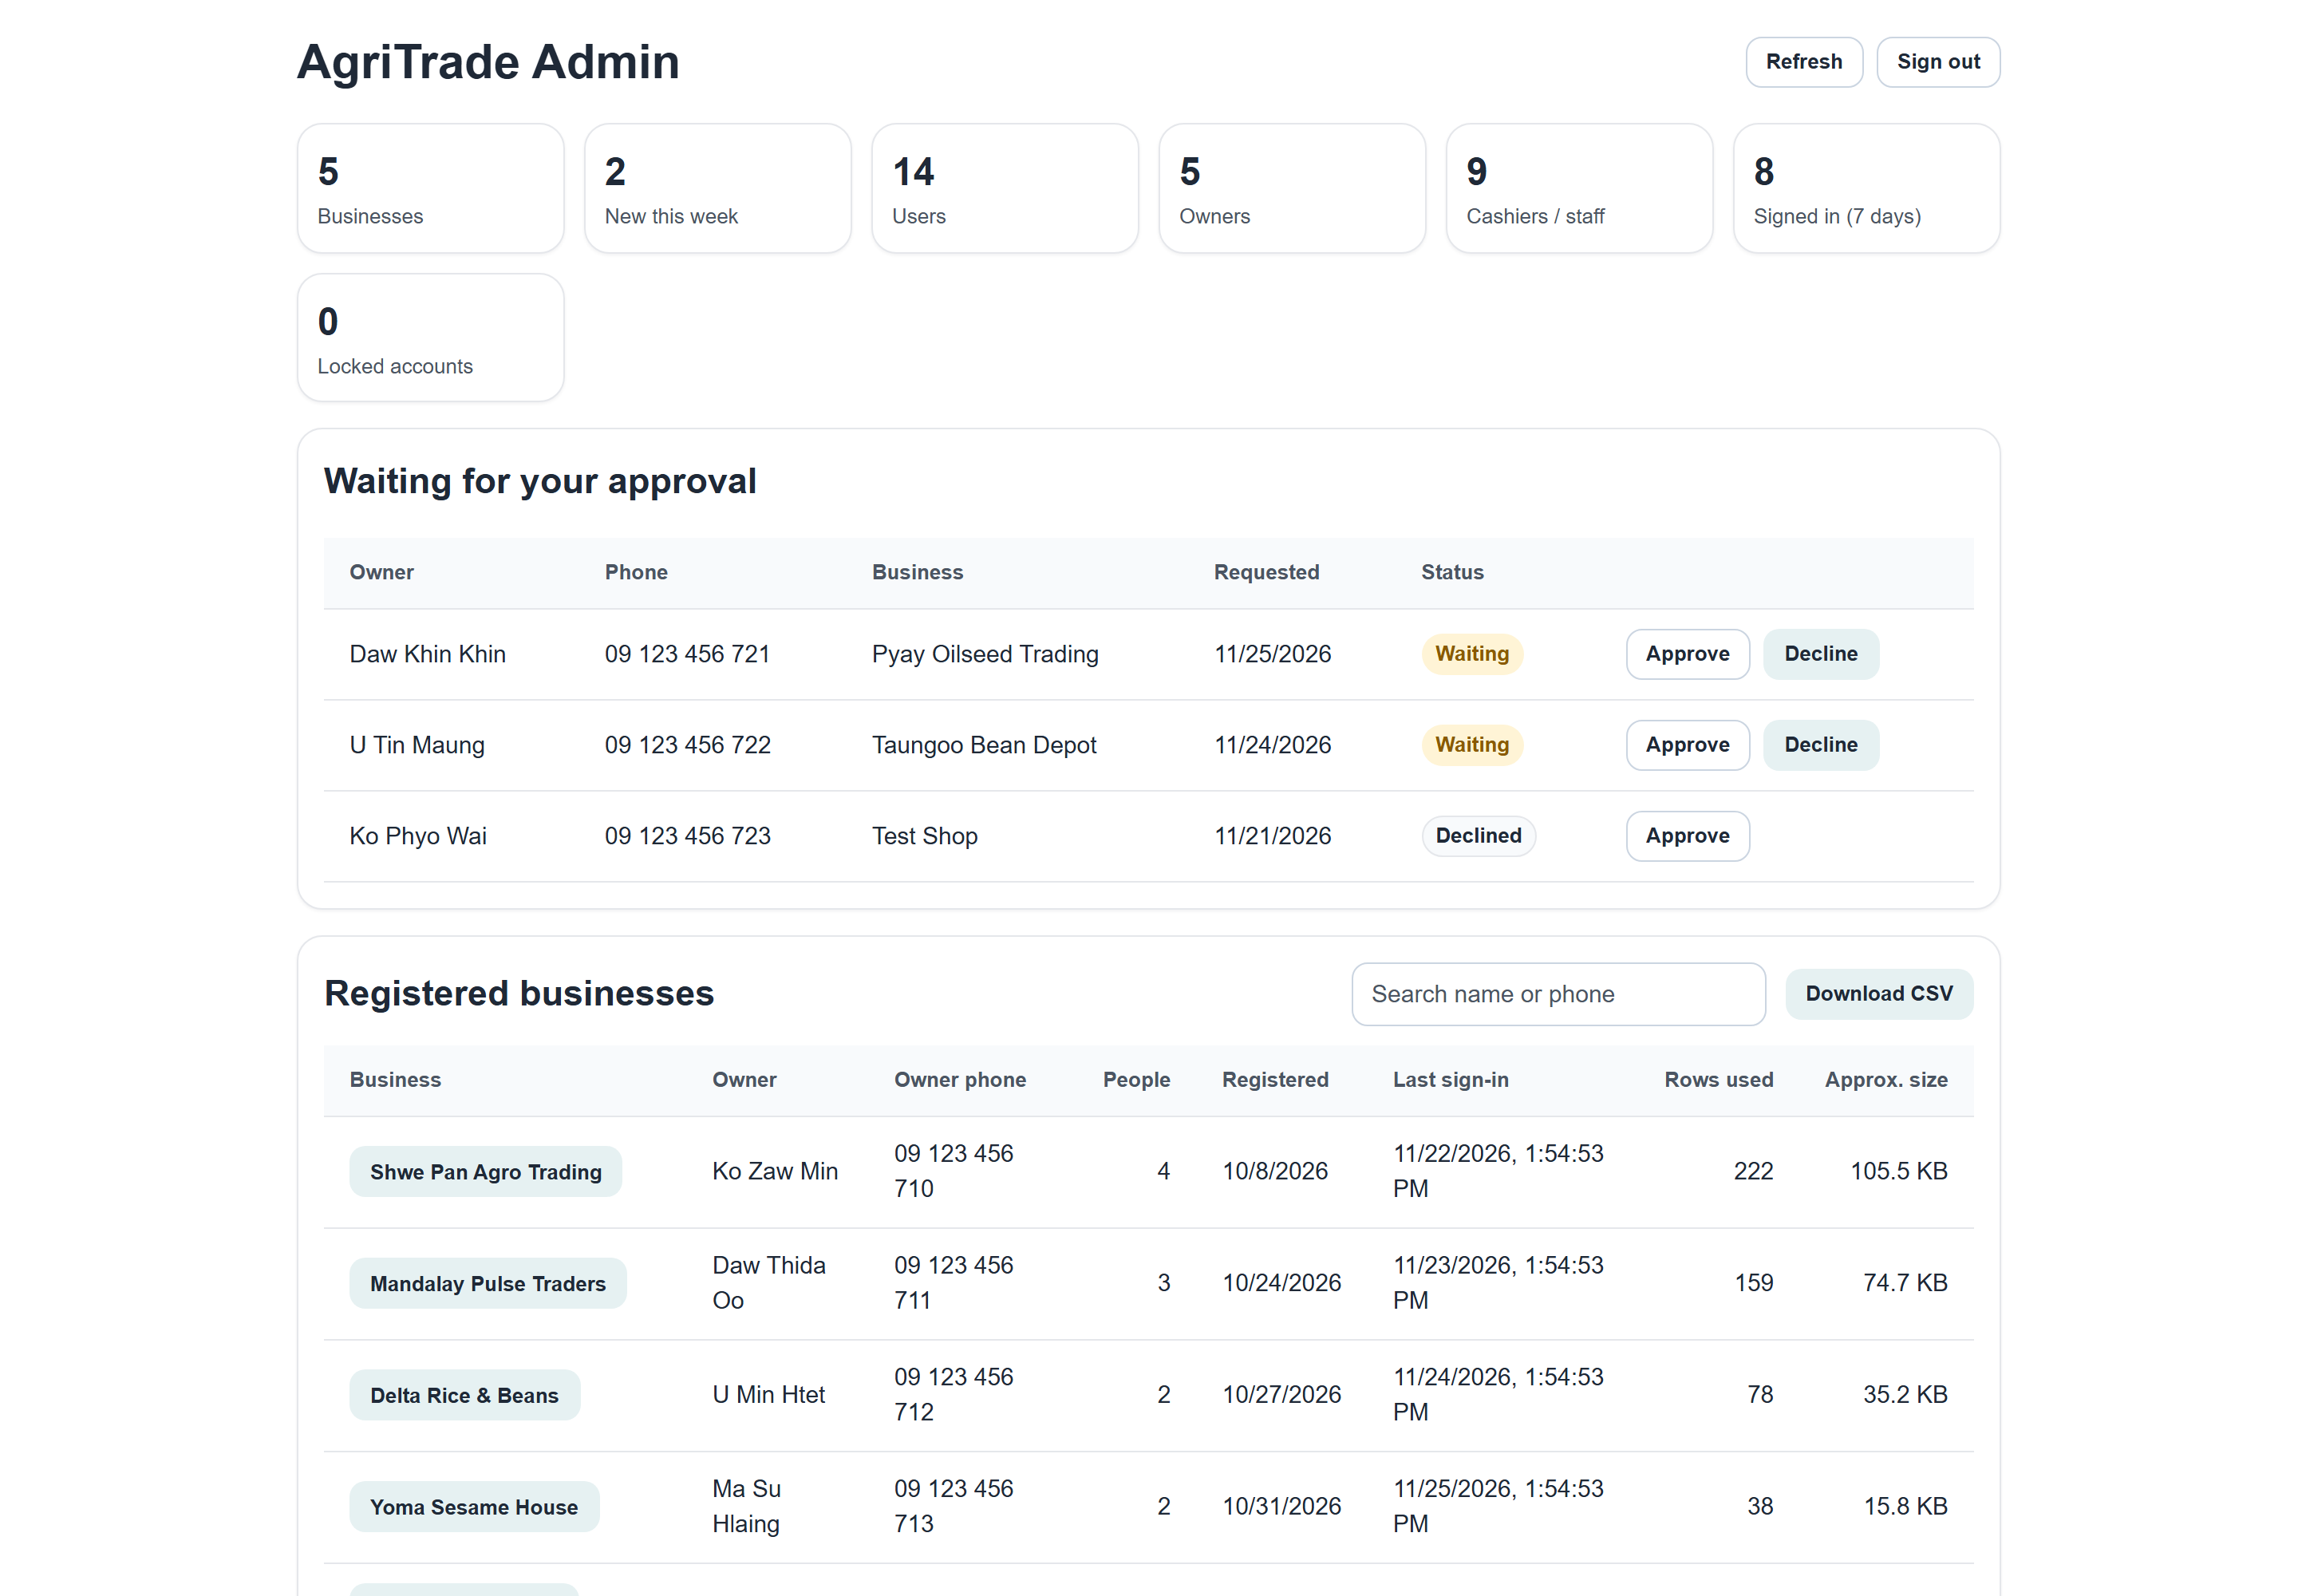 AgriTrade Admin
Refresh
Sign out
5
Businesses
2
New this week
14
Users
5
Owners
9
Cashiers / staff
8
Signed in (7 days)
0
Locked accounts
Waiting for your approval
Owner Phone Business Requested Status
Daw Khin Khin 09 123 456 721 Pyay Oilseed Trading 11/25/2026 Waiting Approve Decline
U Tin Maung 09 123 456 722 Taungoo Bean Depot 11/24/2026 Waiting Approve Decline
Ko Phyo Wai 09 123 456 723 Test Shop 11/21/2026 Declined Approve
Registered businesses
Search name or phone
Download CSV
Business Owner Owner phone People Registered Last sign-in Rows used Approx. size
Shwe Pan Agro Trading Ko Zaw Min 09 123 456 710 4 10/8/2026 11/22/2026, 1:54:53 PM 222 105.5 KB
Mandalay Pulse Traders Daw Thida Oo 09 123 456 711 3 10/24/2026 11/23/2026, 1:54:53 PM 159 74.7 KB
Delta Rice & Beans U Min Htet 09 123 456 712 2 10/27/2026 11/24/2026, 1:54:53 PM 78 35.2 KB
Yoma Sesame House Ma Su Hlaing 09 123 456 713 2 10/31/2026 11/25/2026, 1:54:53 PM 38 15.8 KB